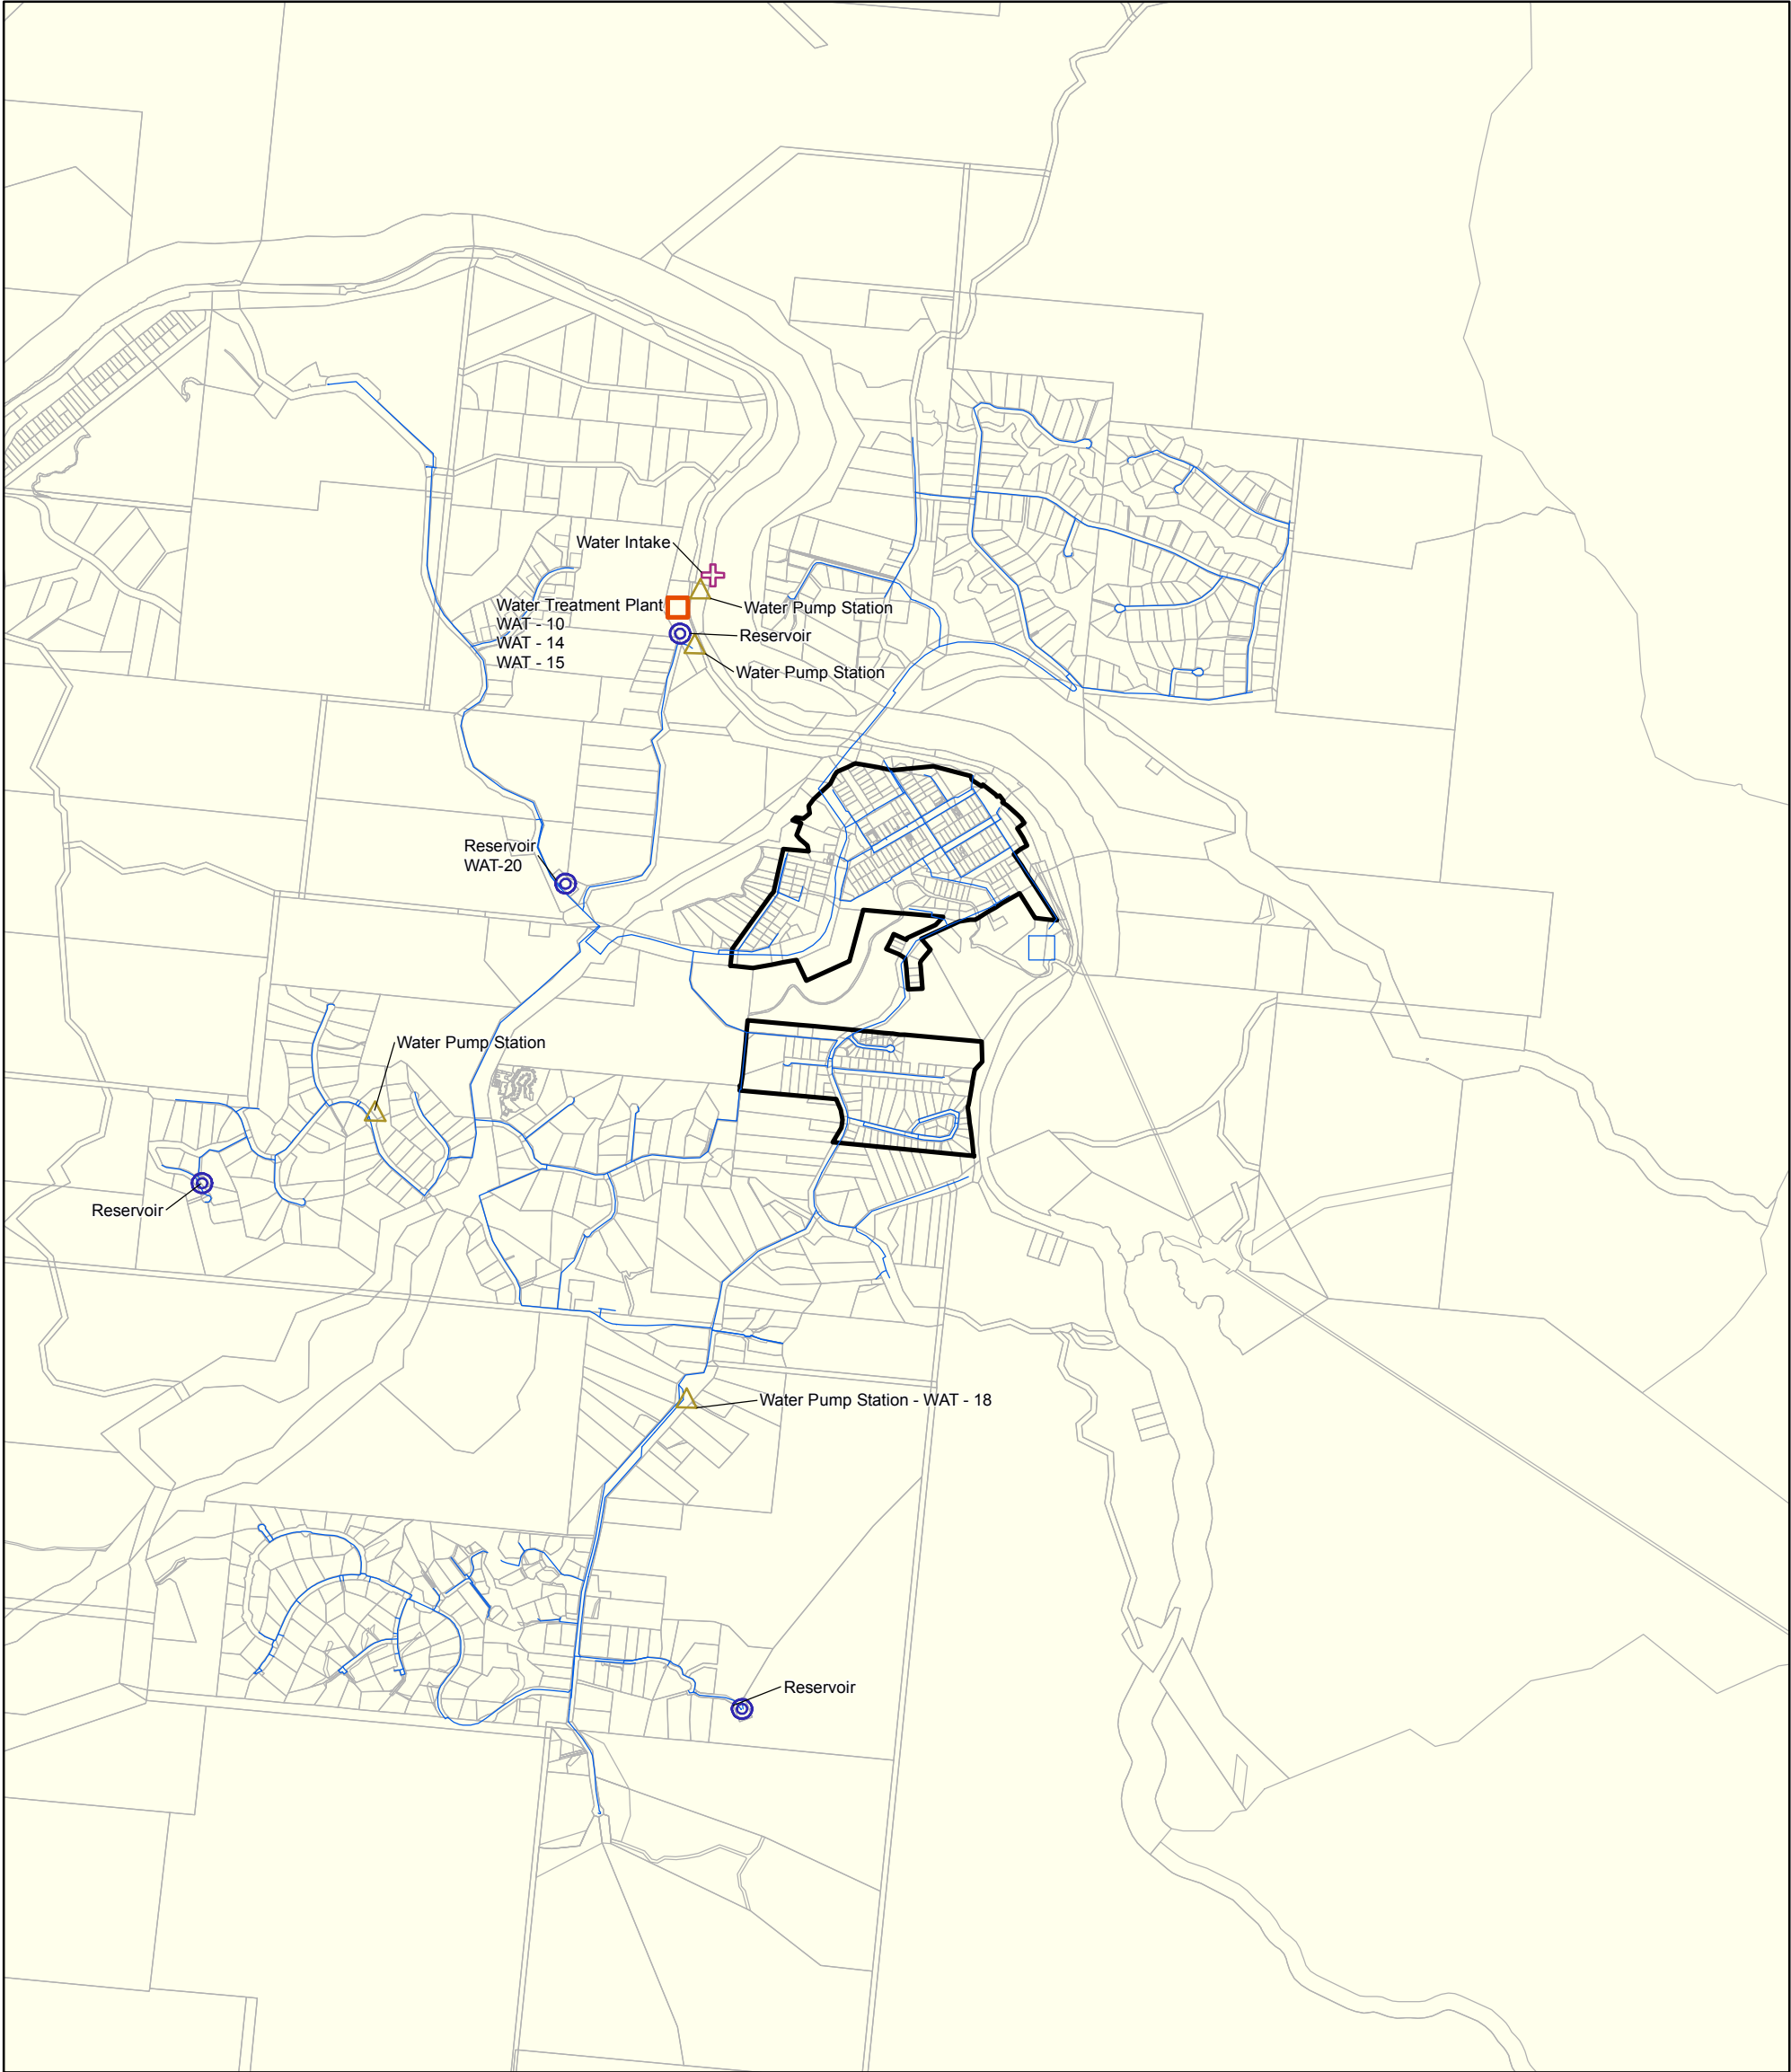 Water Intake
Water Treatment Plant
WAT - 10
WAT - 14
WAT - 15
Water Pump Station
Reservoir
Water Pump Station
Reservoir
WAT-20
Water Pump Station
Reservoir
Water Pump Station - WAT - 18
Reservoir